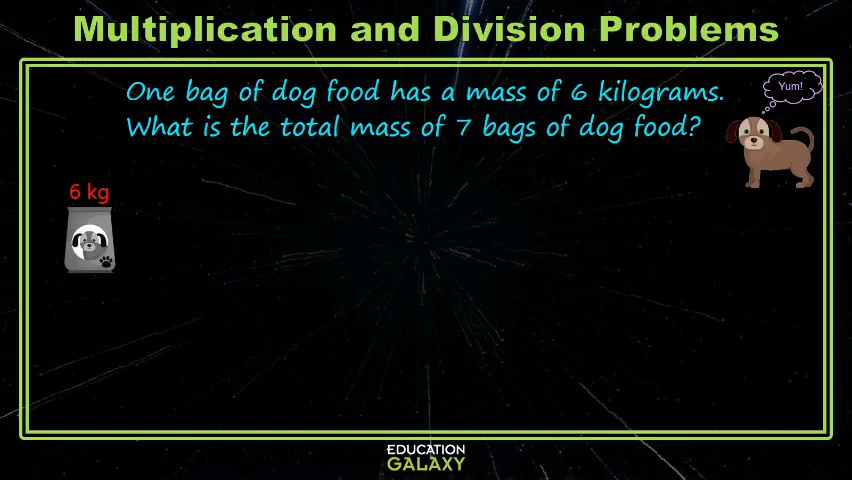 Multiplication and Division Problems
One bag of dog food has a mass of 6 kilograms.
What is the total mass of 7 bags of dog food?
Yum!
6 kg
EDUCATION
GALAXY